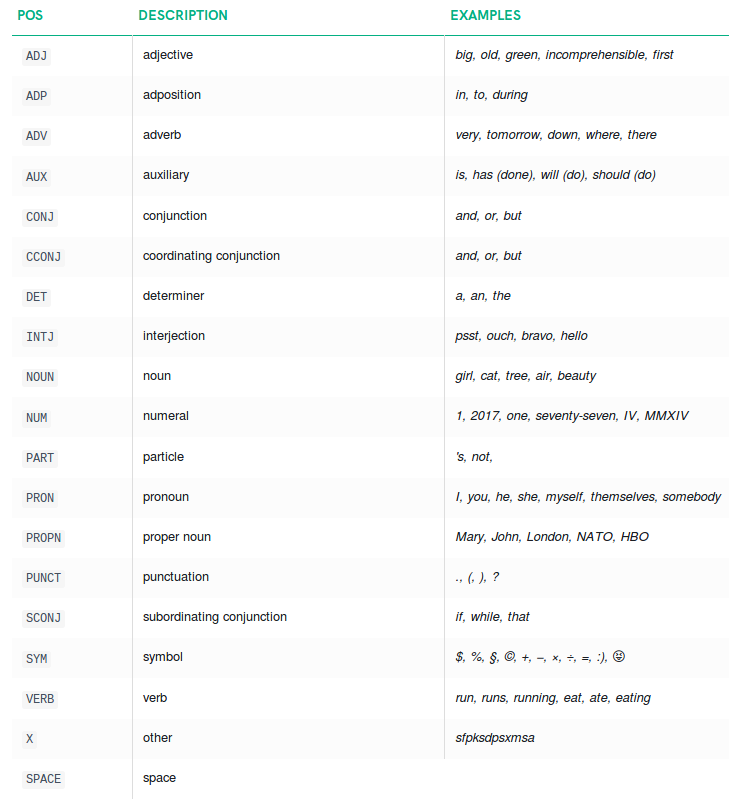 POS DESCRIPTION EXAMPLES
ADJ adjective big, old, green, incomprehensible, first
ADP adposition in, to, during
ADV adverb very, tomorrow, down, where, there
AUX auxiliary is, has (done), will (do), should (do)
CONJ conjunction and, or, but
CCONJ coordinating conjunction and, or, but
DET determiner a, an, the
INTJ interjection psst, ouch, bravo, hello
NOUN noun girl, cat, tree, air, beauty
NUM numeral 1, 2017, one, seventy-seven, IV, MMXIV
PART particle 's, not,
PRON pronoun I, you, he, she, myself, themselves, somebody
PROPN proper noun Mary, John, London, NATO, HBO
PUNCT punctuation ., (, ), ?
SCONJ subordinating conjunction if, while, that
SYM symbol $, %, §, ©, +, −, ×, ÷, =, :), 😝
VERB verb run, runs, running, eat, ate, eating
X other sfpksdpsxmsa
SPACE space